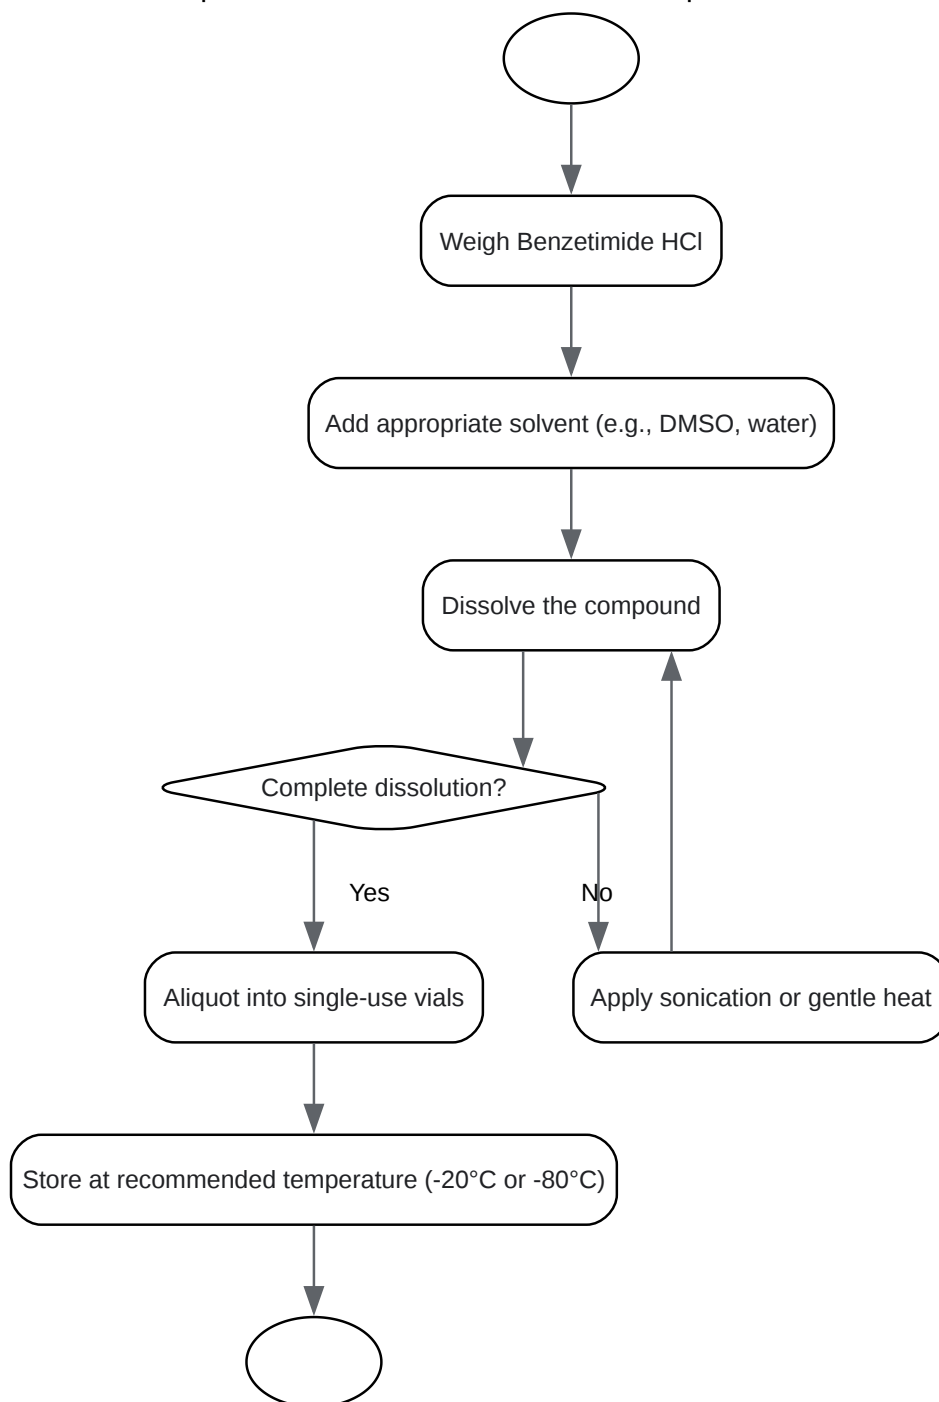 Weigh Benzetimide HCl
Add appropriate solvent (e.g., DMSO, water)
Dissolve the compound
Complete dissolution?
Yes
No
Aliquot into single-use vials
Apply sonication or gentle heat
Store at recommended temperature (-20°C or -80°C)